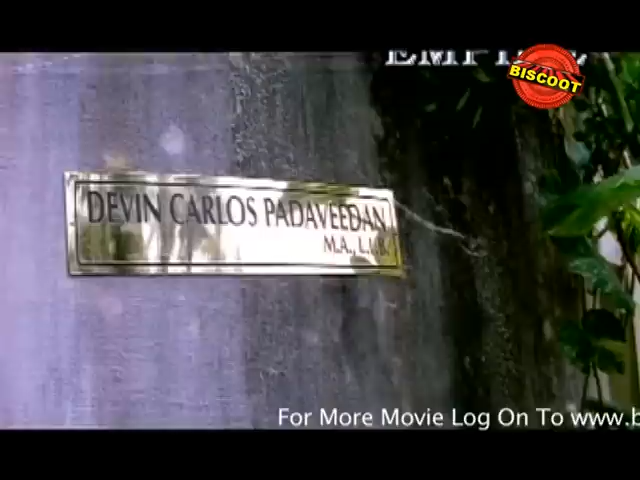 BISCOOT
DEVIN CARLOS PADAVEEDAN
M.A., L.L.B.
For More Movie Log On To www.b